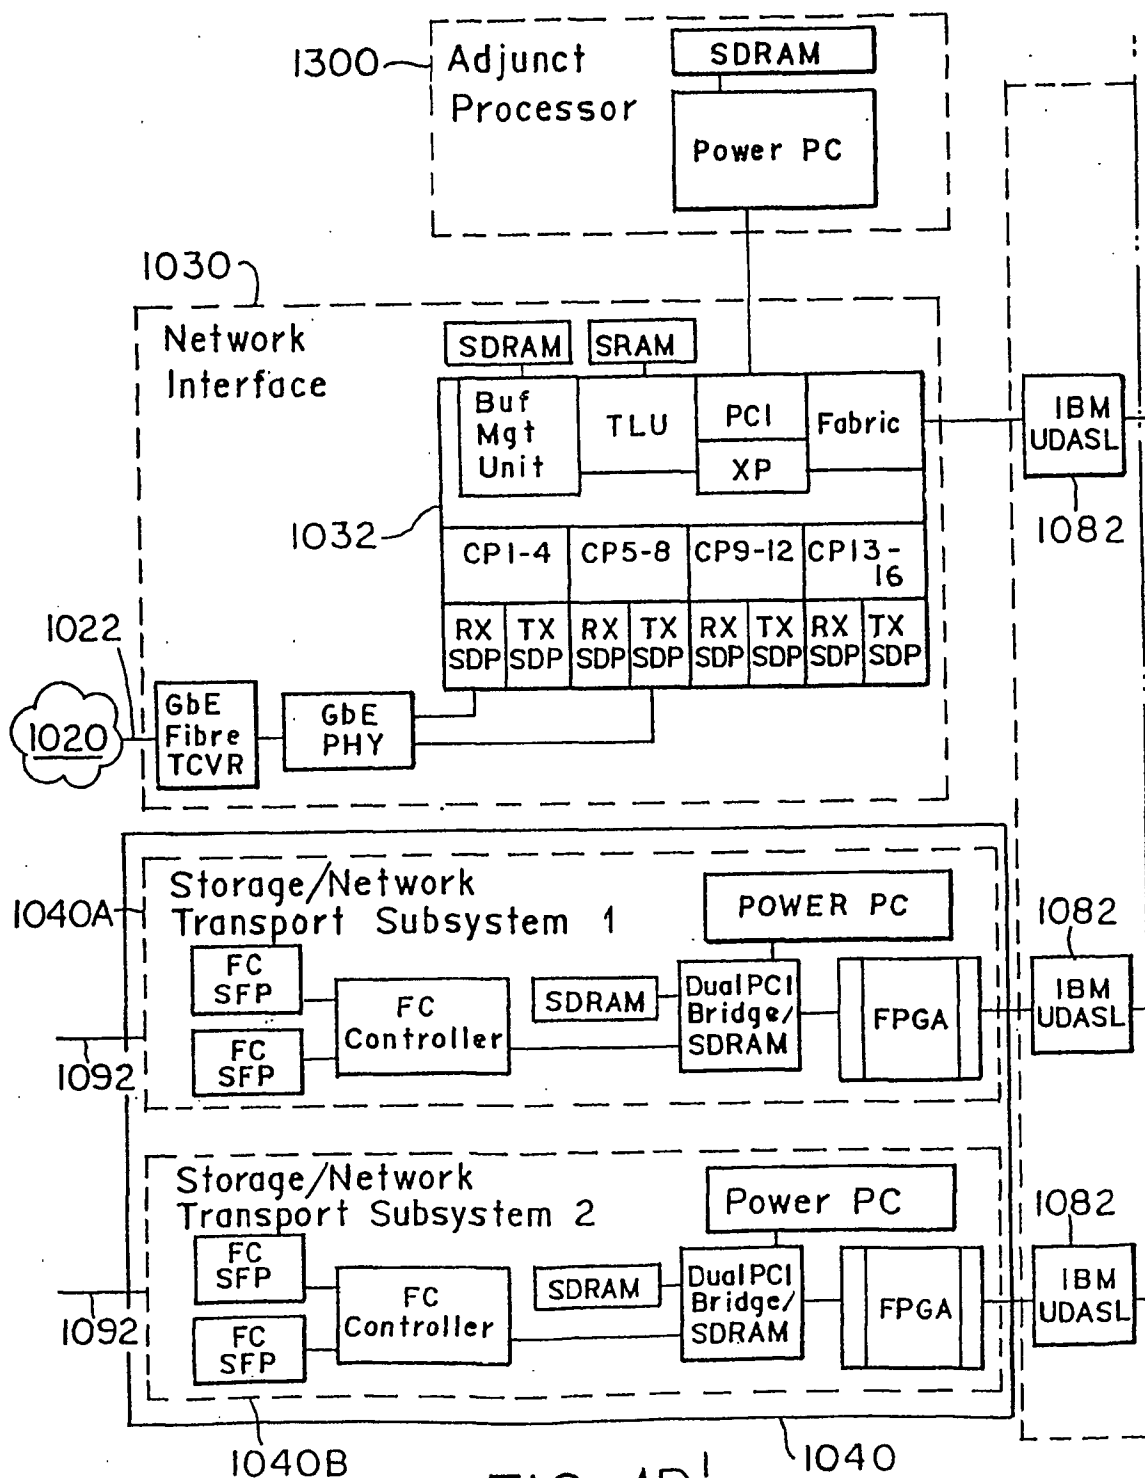 1300
Adjunct
Processor
SDRAM
Power PC
1030
Network
Interface
SDRAM
SRAM
Buf
Mgt
Unit
TLU
PCI
XP
Fabric
IBM
UDASL
1082
1032
CP1-4
CP5-8
CP9-12
CP13-
16
RX
SDP
TX
SDP
RX
SDP
TX
SDP
RX
SDP
TX
SDP
RX
SDP
TX
SDP
1022
1020
GbE
Fibre
TCVR
GbE
PHY
1040A
Storage/Network
Transport Subsystem 1
POWER PC
FC
SFP
FC
SFP
FC
Controller
SDRAM
Dual PCI
Bridge/
SDRAM
FPGA
1082
IBM
UDASL
1092
Storage/Network
Transport Subsystem 2
Power PC
FC
SFP
FC
SFP
FC
Controller
SDRAM
Dual PCI
Bridge/
SDRAM
FPGA
1082
IBM
UDASL
1092
1040B
1040